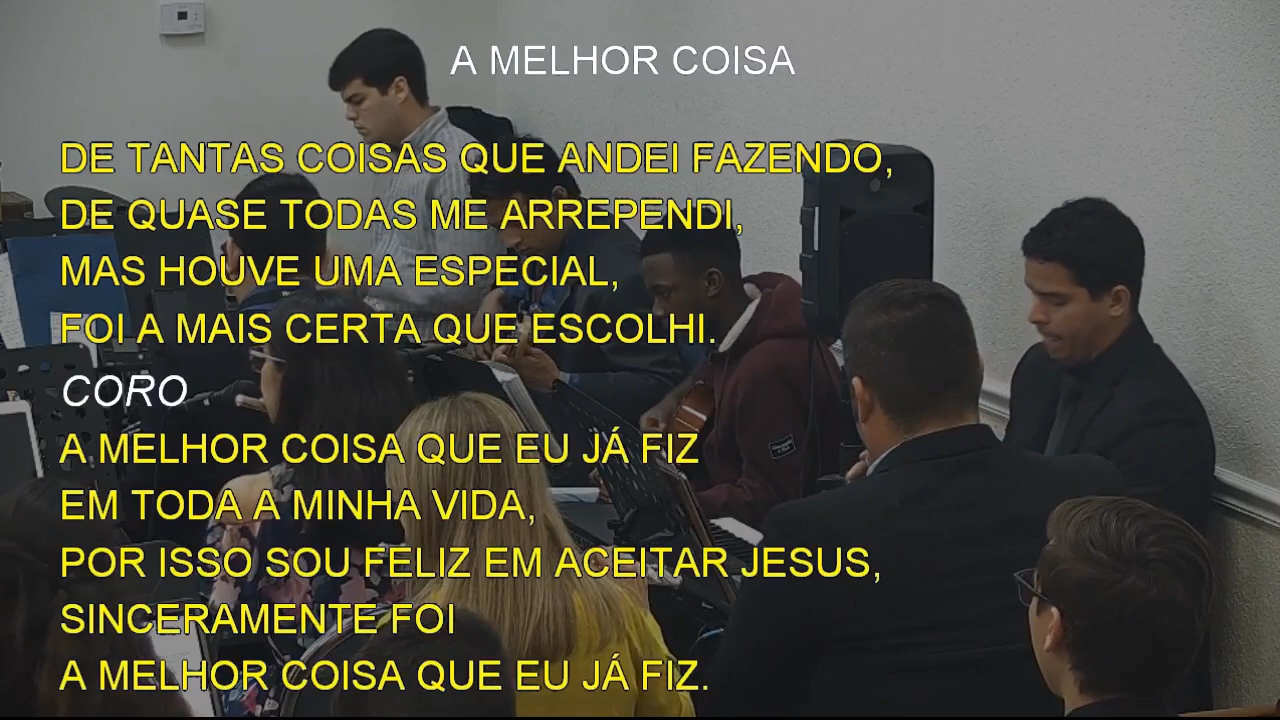 A MELHOR COISA
DE TANTAS COISAS QUE ANDEI FAZENDO,
DE QUASE TODAS ME ARREPENDI,
MAS HOUVE UMA ESPECIAL,
FOI A MAIS CERTA QUE ESCOLHI.
CORO
A MELHOR COISA QUE EU JÁ FIZ
EM TODA A MINHA VIDA,
POR ISSO SOU FELIZ EM ACEITAR JESUS,
SINCERAMENTE FOI
A MELHOR COISA QUE EU JÁ FIZ.